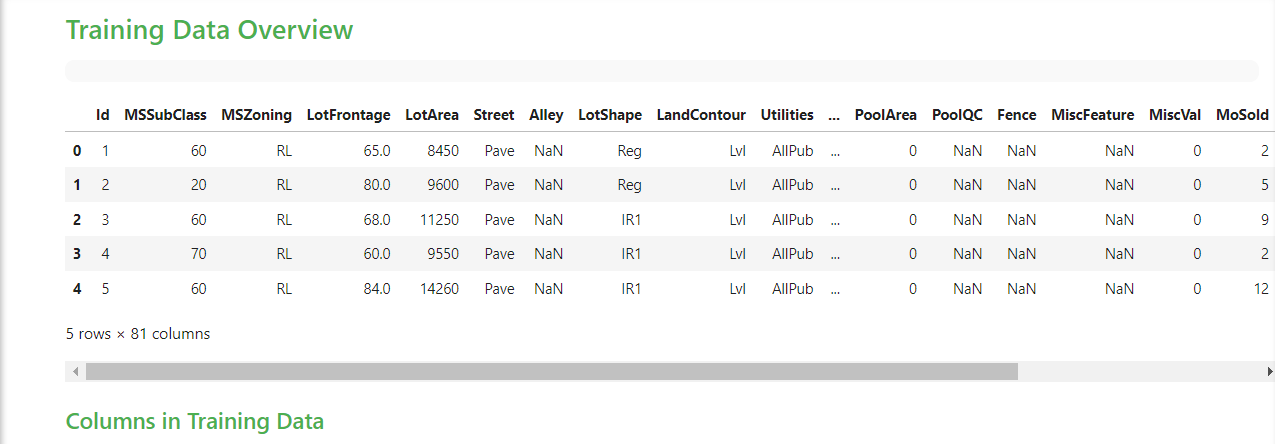 Training Data Overview
Id MSSubClass MSZoning LotFrontage LotArea Street Alley LotShape LandContour Utilities ... PoolArea PoolQC Fence MiscFeature MiscVal MoSold
0 1 60 RL 65.0 8450 Pave NaN Reg Lvl AllPub ... 0 NaN NaN NaN 0 2
1 2 20 RL 80.0 9600 Pave NaN Reg Lvl AllPub ... 0 NaN NaN NaN 0 5
2 3 60 RL 68.0 11250 Pave NaN IR1 Lvl AllPub ... 0 NaN NaN NaN 0 9
3 4 70 RL 60.0 9550 Pave NaN IR1 Lvl AllPub ... 0 NaN NaN NaN 0 2
4 5 60 RL 84.0 14260 Pave NaN IR1 Lvl AllPub ... 0 NaN NaN NaN 0 12
5 rows × 81 columns
Columns in Training Data